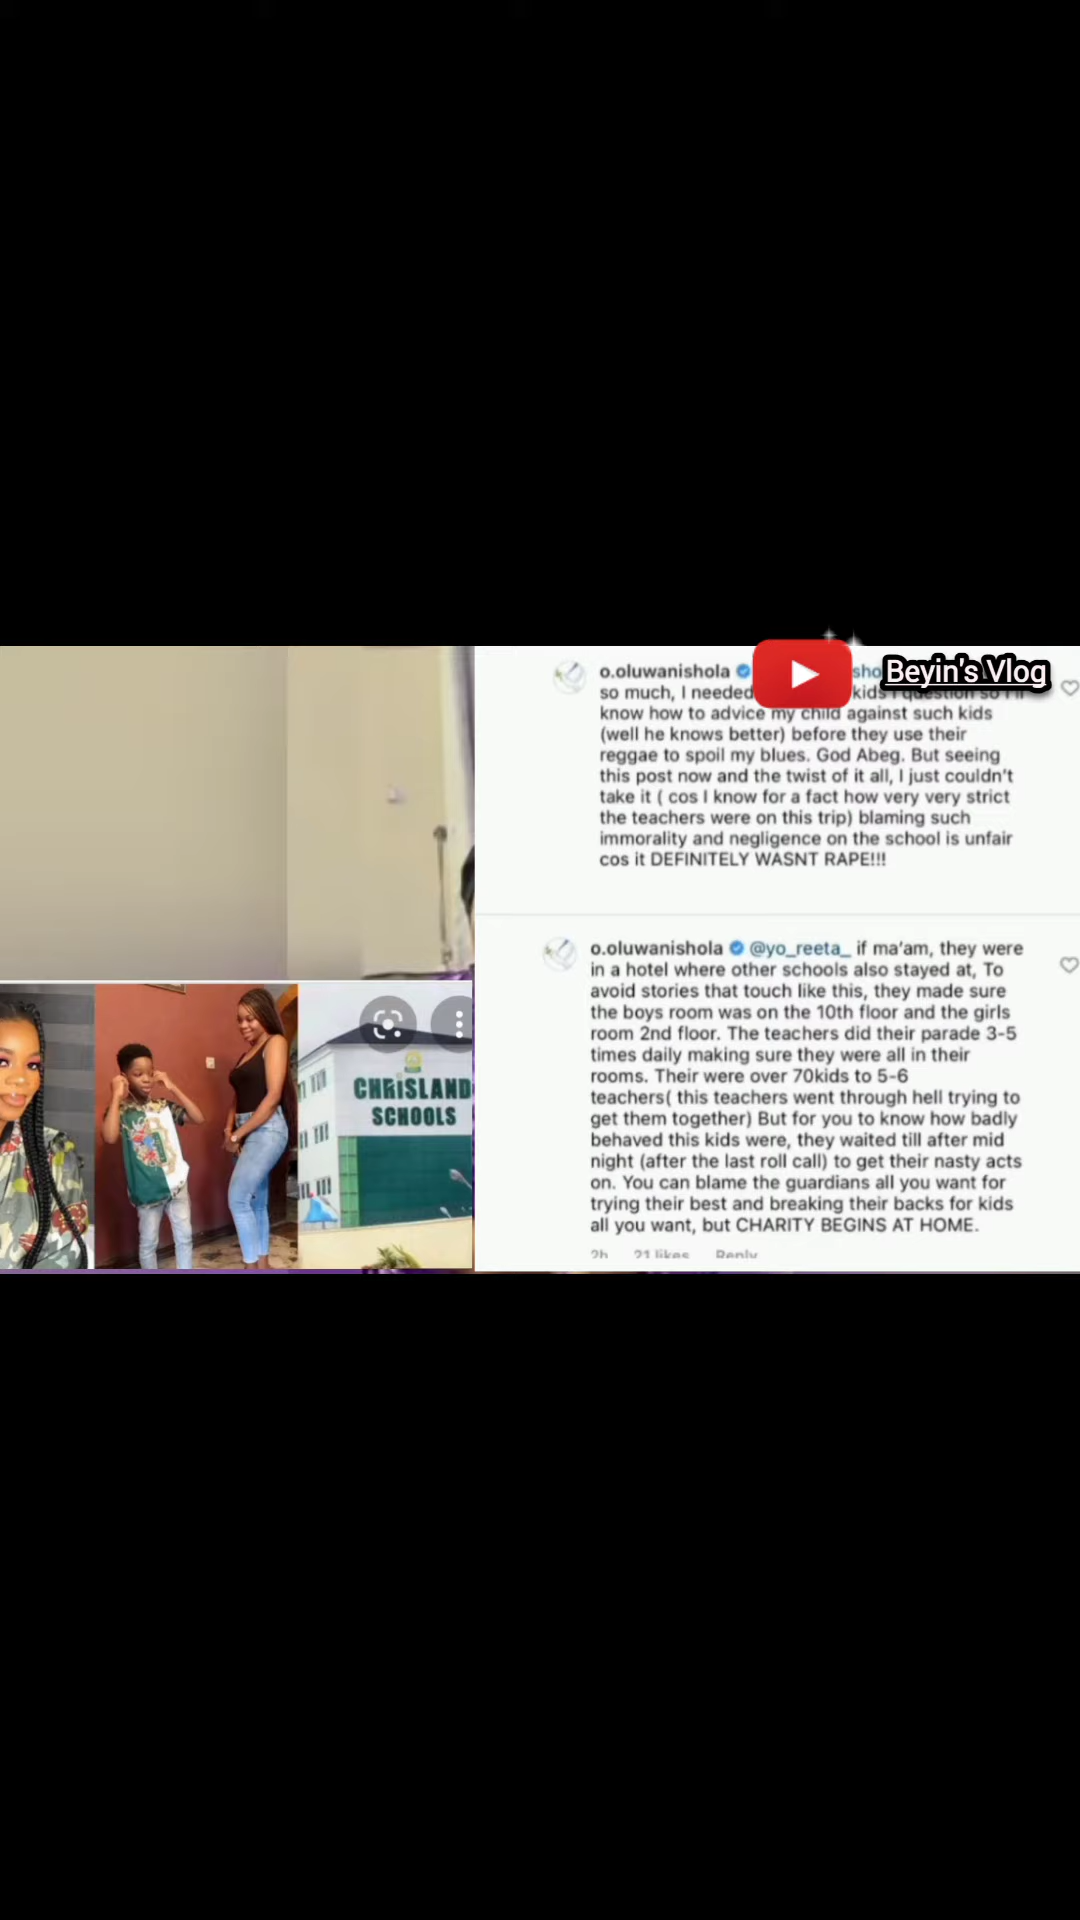 Beyin's Vlog
o.oluwanishola sho
so much, I needed kids I question so I'll
know how to advice my child against such kids
(well he knows better) before they use their
reggae to spoil my blues. God Abeg. But seeing
this post now and the twist of it all, I just couldn't
take it ( cos I know for a fact how very very strict
the teachers were on this trip) blaming such
immorality and negligence on the school is unfair
cos it DEFINITELY WASNT RAPE!!!
o.oluwanishola @yo_reeta_ if ma'am, they were
in a hotel where other schools also stayed at, To
avoid stories that touch like this, they made sure
the boys room was on the 10th floor and the girls
room 2nd floor. The teachers did their parade 3-5
times daily making sure they were all in their
rooms. Their were over 70kids to 5-6
teachers( this teachers went through hell trying to
get them together) But for you to know how badly
behaved this kids were, they waited till after mid
night (after the last roll call) to get their nasty acts
on. You can blame the guardians all you want for
trying their best and breaking their backs for kids
all you want, but CHARITY BEGINS AT HOME.
2h 21 likes Reply
CHRISLAND
SCHOOLS